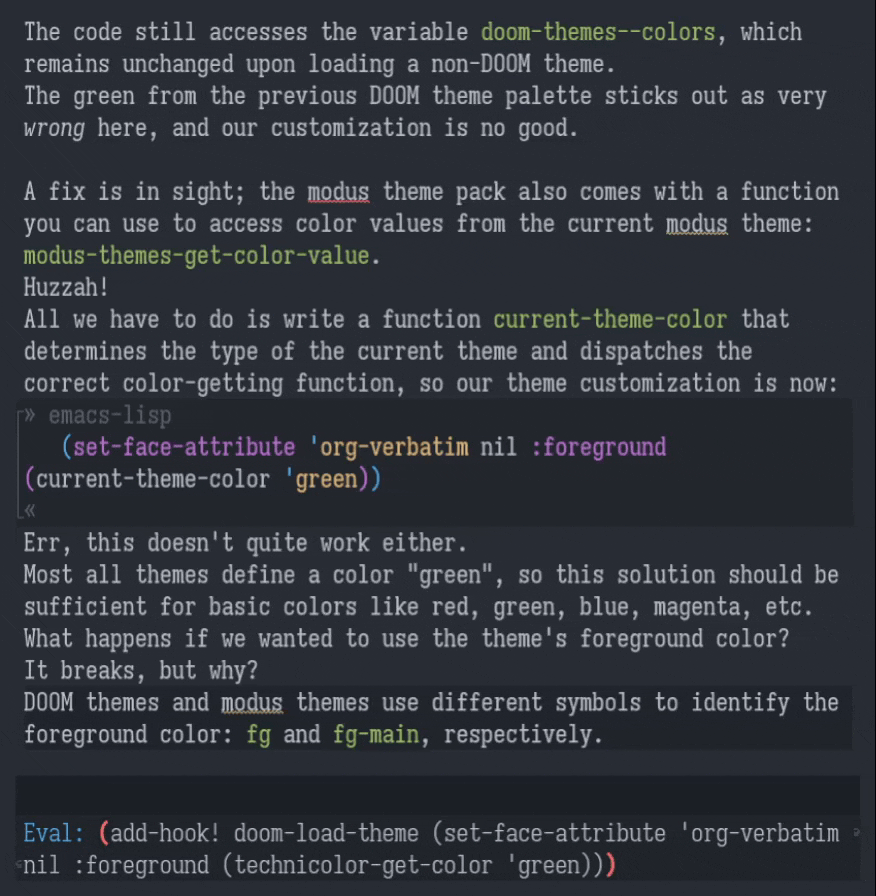 The code still accesses the variable doom-themes--colors, which
remains unchanged upon loading a non-DOOM theme.
The green from the previous DOOM theme palette sticks out as very
wrong here, and our customization is no good.
A fix is in sight; the modus theme pack also comes with a function
you can use to access color values from the current modus theme:
modus-themes-get-color-value.
Huzzah!
All we have to do is write a function current-theme-color that
determines the type of the current theme and dispatches the
correct color-getting function, so our theme customization is now:
» emacs-lisp
(set-face-attribute 'org-verbatim nil :foreground
(current-theme-color 'green))
«
Err, this doesn't quite work either.
Most all themes define a color "green", so this solution should be
sufficient for basic colors like red, green, blue, magenta, etc.
What happens if we wanted to use the theme's foreground color?
It breaks, but why?
DOOM themes and modus themes use different symbols to identify the
foreground color: fg and fg-main, respectively.
Eval: (add-hook! doom-load-theme (set-face-attribute 'org-verbatim
nil :foreground (technicolor-get-color 'green)))